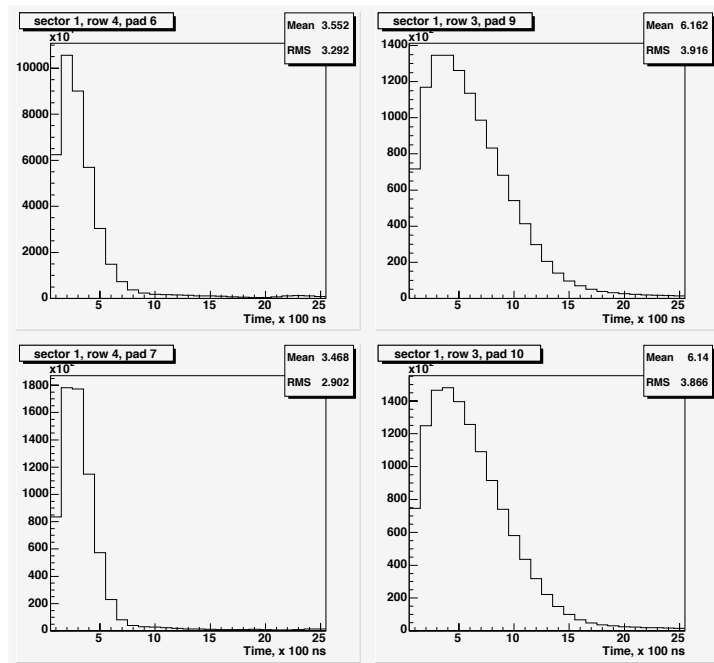 sector 1, row 4, pad 6
Mean 3.552
RMS 3.292
10000
8000
6000
4000
2000
0
5 10 15 20 25
Time, x 100 ns
sector 1, row 3, pad 9
Mean 6.162
RMS 3.916
1400
1200
1000
800
600
400
200
0
5 10 15 20 25
Time, x 100 ns
sector 1, row 4, pad 7
x10²
Mean 3.468
RMS 2.902
1800
1600
1400
1200
1000
800
600
400
200
0
5 10 15 20 25
Time, x 100 ns
sector 1, row 3, pad 10
x10²
Mean 6.14
RMS 3.866
1400
1200
1000
800
600
400
200
0
5 10 15 20 25
Time, x 100 ns